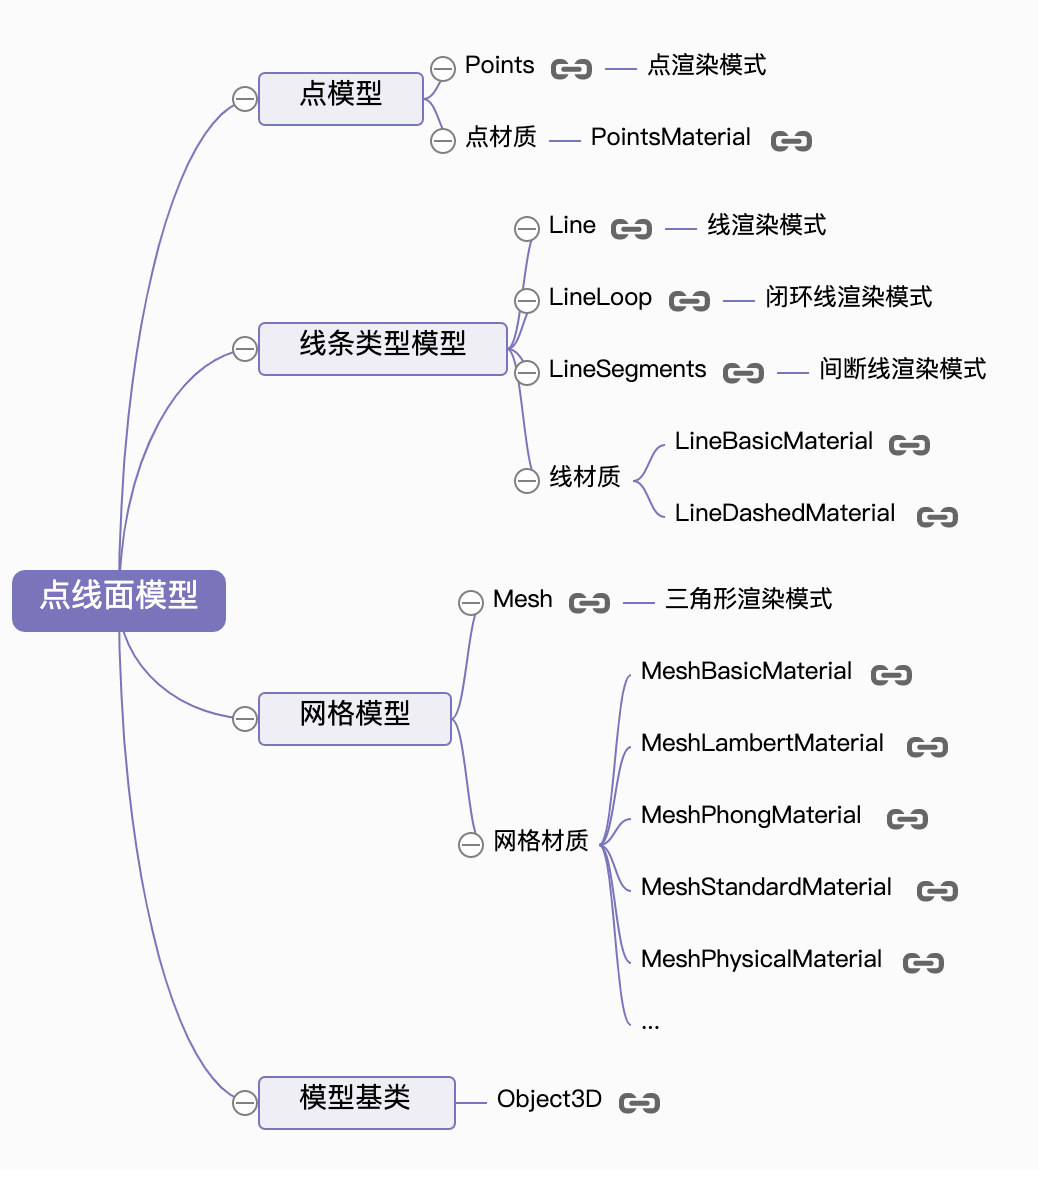 点线面模型
点模型
Points
点渲染模式
点材质
PointsMaterial
线条类型模型
Line
线渲染模式
LineLoop
闭环线渲染模式
LineSegments
间断线渲染模式
线材质
LineBasicMaterial
LineDashedMaterial
网格模型
Mesh
三角形渲染模式
网格材质
MeshBasicMaterial
MeshLambertMaterial
MeshPhongMaterial
MeshStandardMaterial
MeshPhysicalMaterial
...
模型基类
Object3D